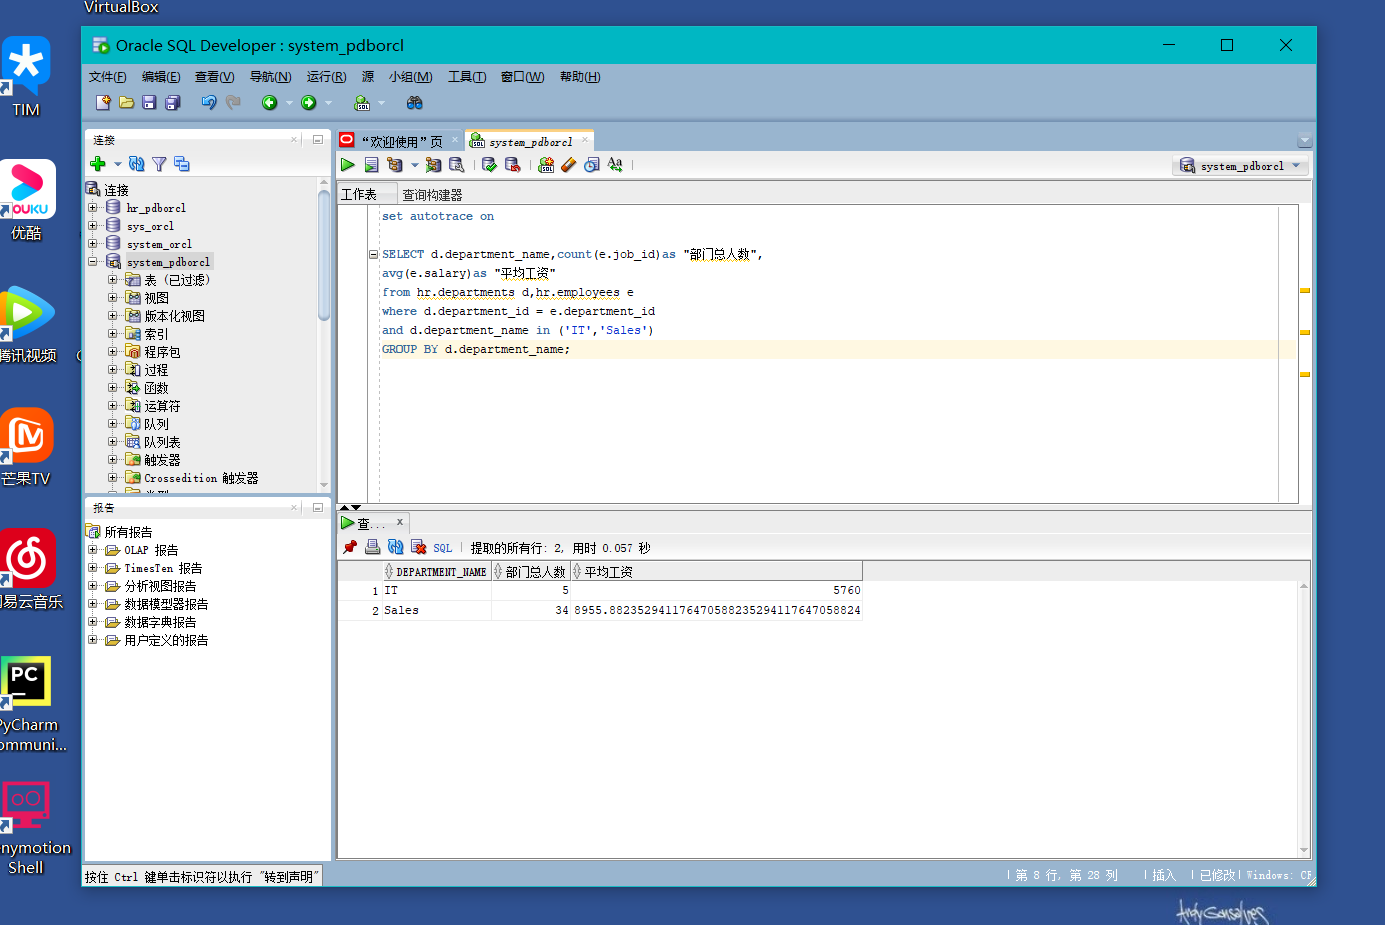 VirtualBox
TIM
OUKU
优酷
腾讯视频
芒果TV
易云音乐
PC
PyCharm
ommuni...
nymotion
Shell
Oracle SQL Developer : system_pdborcl
文件(F) 编辑(E) 查看(V) 导航(N) 运行(R) 源 小组(M) 工具(T) 窗口(W) 帮助(H)
连接
连接
hr_pdborcl
sys_orcl
system_orcl
system_pdborcl
表 (已过滤)
视图
版本化视图
索引
程序包
过程
函数
运算符
队列
队列表
触发器
Crossedition 触发器
报告
所有报告
OLAP 报告
TimesTen 报告
分析视图报告
数据模型器报告
数据字典报告
用户定义的报告
“欢迎使用”页 system_pdborcl
system_pdborcl
工作表 查询构建器
set autotrace on
SELECT d.department_name,count(e.job_id)as "部门总人数",
avg(e.salary)as "平均工资"
from hr.departments d,hr.employees e
where d.department_id = e.department_id
and d.department_name in ('IT','Sales')
GROUP BY d.department_name;
查...
SQL 提取的所有行: 2, 用时 0.057 秒
DEPARTMENT_NAME 部门总人数 平均工资
1 IT 5 5760
2 Sales 34 8955.88235294117647058823529411764705882​4
按住 Ctrl 键单击标识符以执行 "转到声明"
第 8 行, 第 28 列 插入 已修改 Windows: CR
Andy Gonsalves